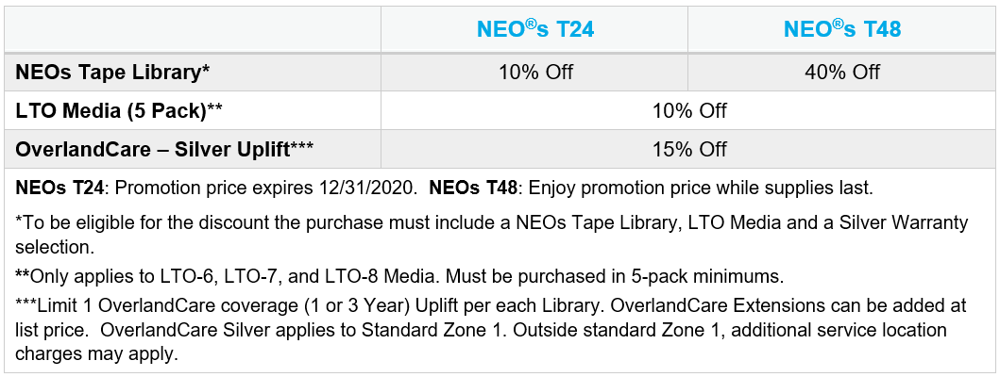 NEO®s T24 NEO®s T48
NEOs Tape Library* 10% Off 40% Off
LTO Media (5 Pack)** 10% Off
OverlandCare – Silver Uplift*** 15% Off
NEOs T24: Promotion price expires 12/31/2020.  NEOs T48: Enjoy promotion price while supplies last.
*To be eligible for the discount the purchase must include a NEOs Tape Library, LTO Media and a Silver Warranty
selection.
**Only applies to LTO-6, LTO-7, and LTO-8 Media. Must be purchased in 5-pack minimums.
***Limit 1 OverlandCare coverage (1 or 3 Year) Uplift per each Library. OverlandCare Extensions can be added at
list price.  OverlandCare Silver applies to Standard Zone 1. Outside standard Zone 1, additional service location
charges may apply.